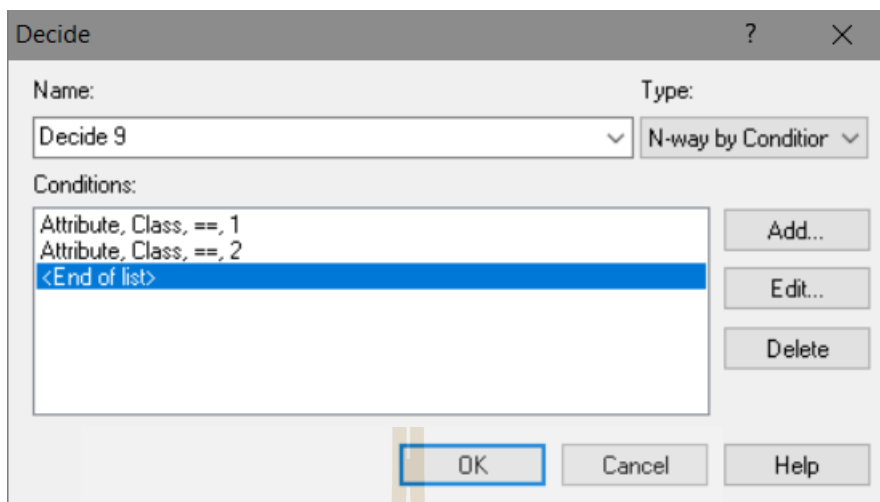 Decide ?
Name: Type:
Decide 9 N-way by Condition
Conditions:
Attribute, Class, ==, 1
Attribute, Class, ==, 2
<End of list>
Add...
Edit...
Delete
OK Cancel Help